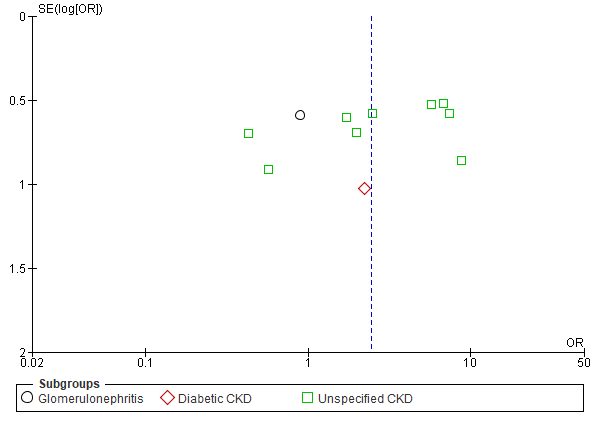 SE(log[OR])
0
0.5
1
1.5
2
OR
0.02 0.1 1 10 50
Subgroups
Glomerulonephritis Diabetic CKD Unspecified CKD